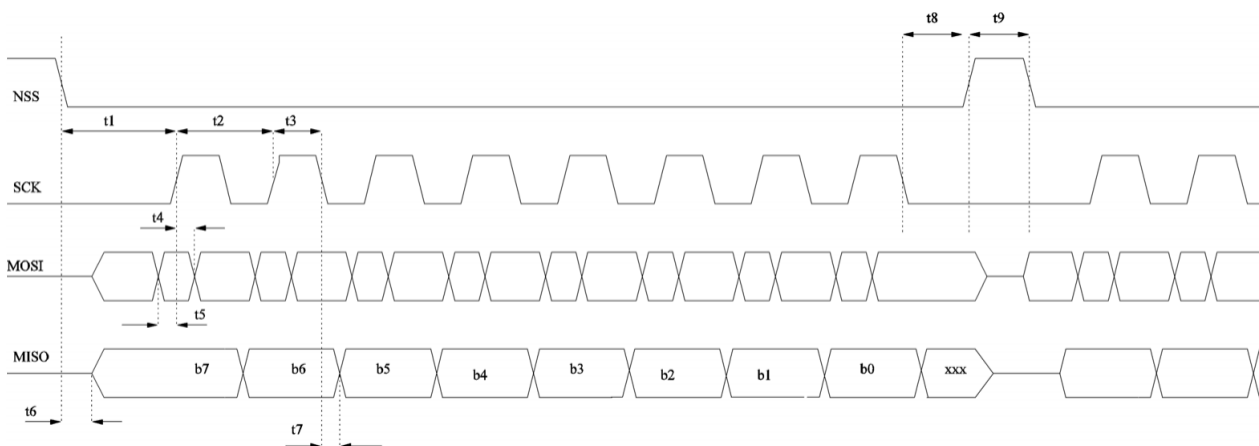 t8 t9
NSS
t1 t2 t3
SCK
t4
MOSI
t5
MISO b7 b6 b5 b4 b3 b2 b1 b0 xxx
t6
t7